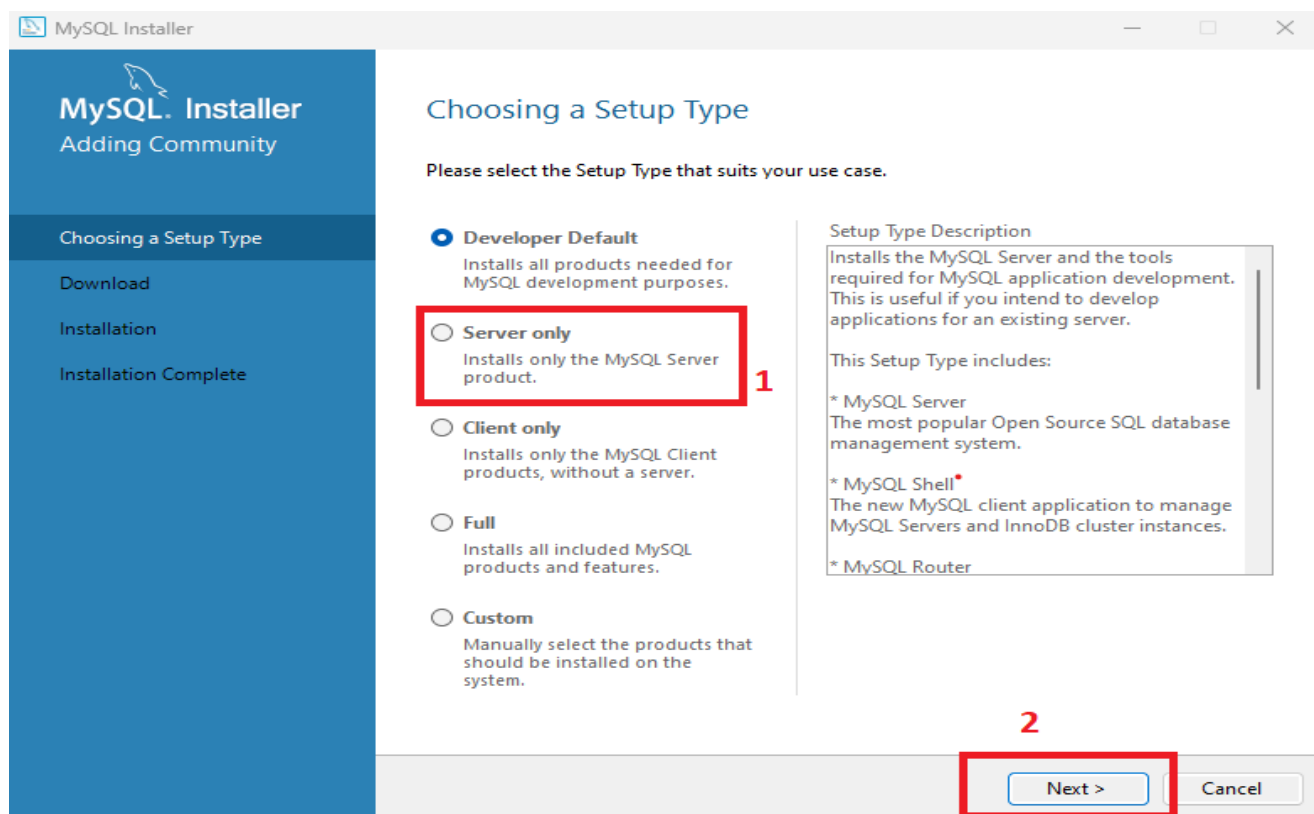 MySQL Installer
MySQL. Installer
Adding Community
Choosing a Setup Type
Download
Installation
Installation Complete
Choosing a Setup Type
Please select the Setup Type that suits your use case.
Developer Default
Installs all products needed for
MySQL development purposes.
Server only
Installs only the MySQL Server
product.
1
Client only
Installs only the MySQL Client
products, without a server.
Full
Installs all included MySQL
products and features.
Custom
Manually select the products that
should be installed on the
system.
Setup Type Description
Installs the MySQL Server and the tools
required for MySQL application development.
This is useful if you intend to develop
applications for an existing server.
This Setup Type includes:
* MySQL Server
The most popular Open Source SQL database
management system.
* MySQL Shell
The new MySQL client application to manage
MySQL Servers and InnoDB cluster instances.
* MySQL Router
2
Next >
Cancel